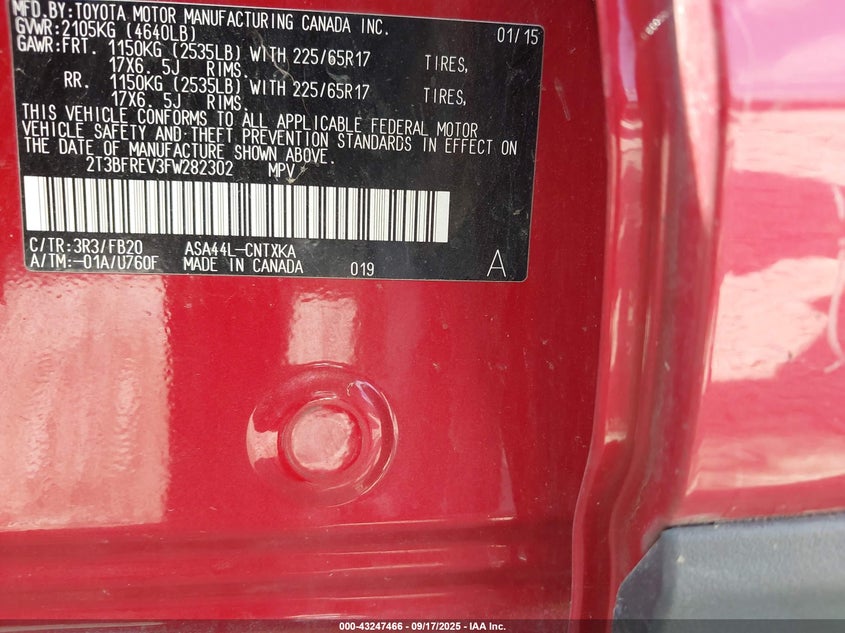 MFD.BY:TOYOTA MOTOR MANUFACTURING CANADA INC.
GVWR:2105KG (4640LB) 01/15
GAWR:FRT. 1150KG (2535LB) WITH 225/65R17 TIRES,
17X6. 5J RIMS.
RR. 1150KG (2535LB) WITH 225/65R17 TIRES,
17X6. 5J RIMS.
THIS VEHICLE CONFORMS TO ALL APPLICABLE FEDERAL MOTOR
VEHICLE SAFETY AND THEFT PREVENTION STANDARDS IN EFFECT ON
THE DATE OF MANUFACTURE SHOWN ABOVE.
2T3BFREV3FW282302 MPV
C/TR:3R3/FB20 ASA44L-CNTXKA
A/TM:-01A/U760F MADE IN CANADA 019 A
000-43247466 - 09/17/2025 - IAA Inc.